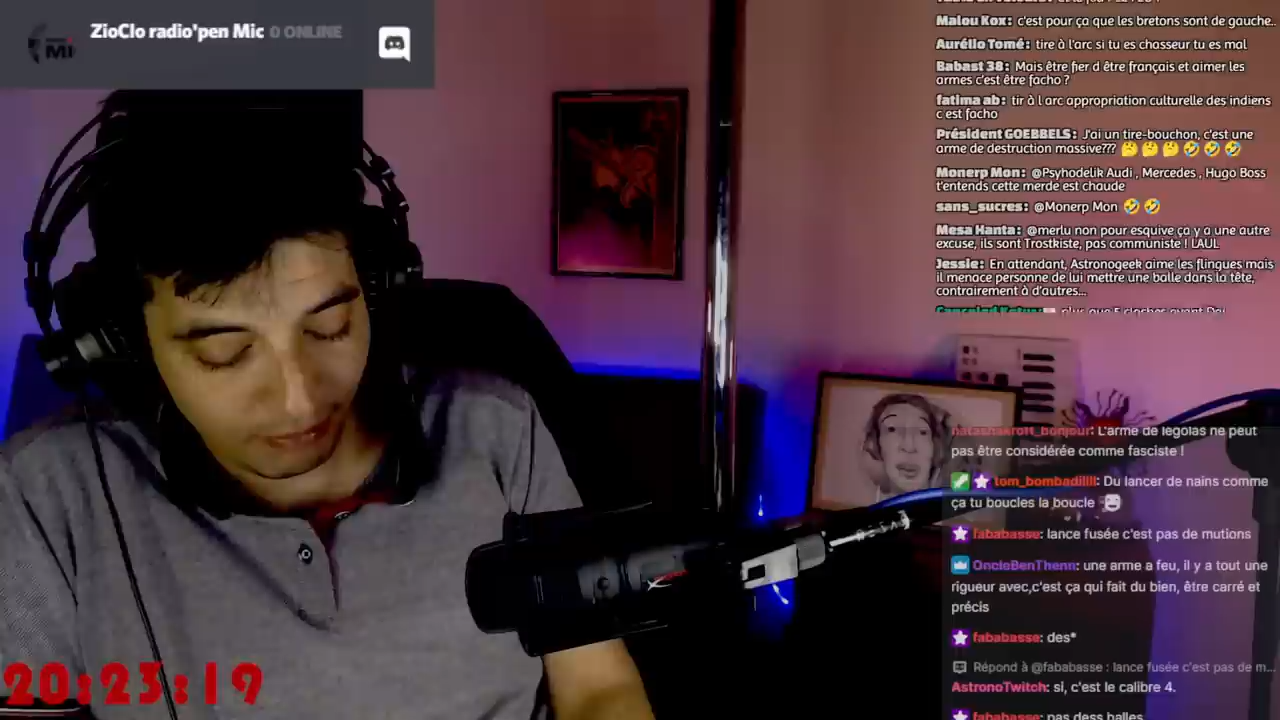 ZioClo radio'pen Mic 0 ONLINE
MI
Malou Kox: c'est pour ça que les bretons sont de gauche..
Aurélio Tomé: tire à l'arc si tu es chasseur tu es mal
Babast 38: Mais être fier d être français et aimer les
armes c'est être facho ?
fatima ab: tir à l arc appropriation culturelle des indiens
c est facho
Président GOEBBELS: J'ai un tire-bouchon, c'est une
arme de destruction massive??? 🤔 🤔 🤔 🤣 🤣 🤣
Monerp Mon: @Psyhodelik Audi , Mercedes , Hugo Boss
t'entends cette merde est chaude
sans_sucres: @Monerp Mon 🤣 🤣
Mesa Hanta: @merlu non pour esquive ça y a une autre
excuse, ils sont Trostkiste, pas communiste ! LAUL
Jessie: En attendant, Astronogeek aime les flingues mais
il menace personne de lui mettre une balle dans la tête,
contrairement à d'autres...
natashakroft_bonjour: L'arme de legolas ne peut
pas être considérée comme fasciste !
tom_bombadilill: Du lancer de nains comme
ça tu boucles la boucle
fababasse: lance fusée c'est pas de mutions
OncleBenThenn: une arme a feu, il y a tout une
rigueur avec,c'est ça qui fait du bien, être carré et
précis
fababasse: des*
Répond à @fababasse : lance fusée c'est pas de m...
AstronoTwitch: si, c'est le calibre 4.
fababasse: pas dess balles
20:23:19